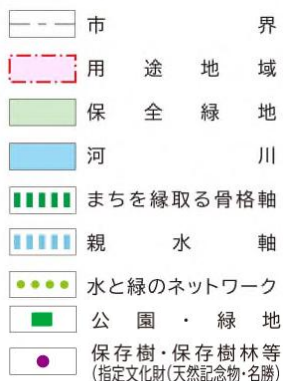 市界
用途地域
保全緑地
河川
まちを縁取る骨格軸
親水軸
水と緑のネットワーク
公園・緑地
保存樹・保存樹林等
(指定文化財(天然記念物・名勝)